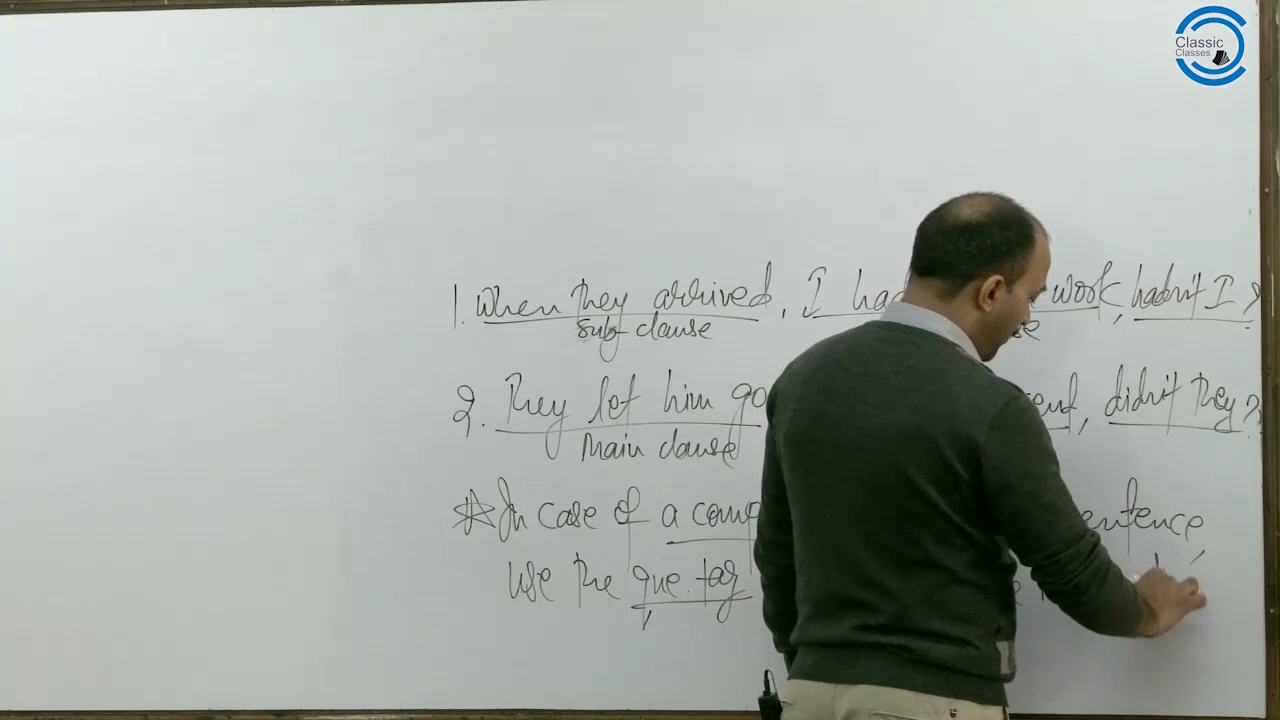 Classic
Classes
1. When they arrived, I had work, hadn't I?
sub clause
2. They let him go didn't they?
main clause
☆ In case of a comp entence
use the que. tag